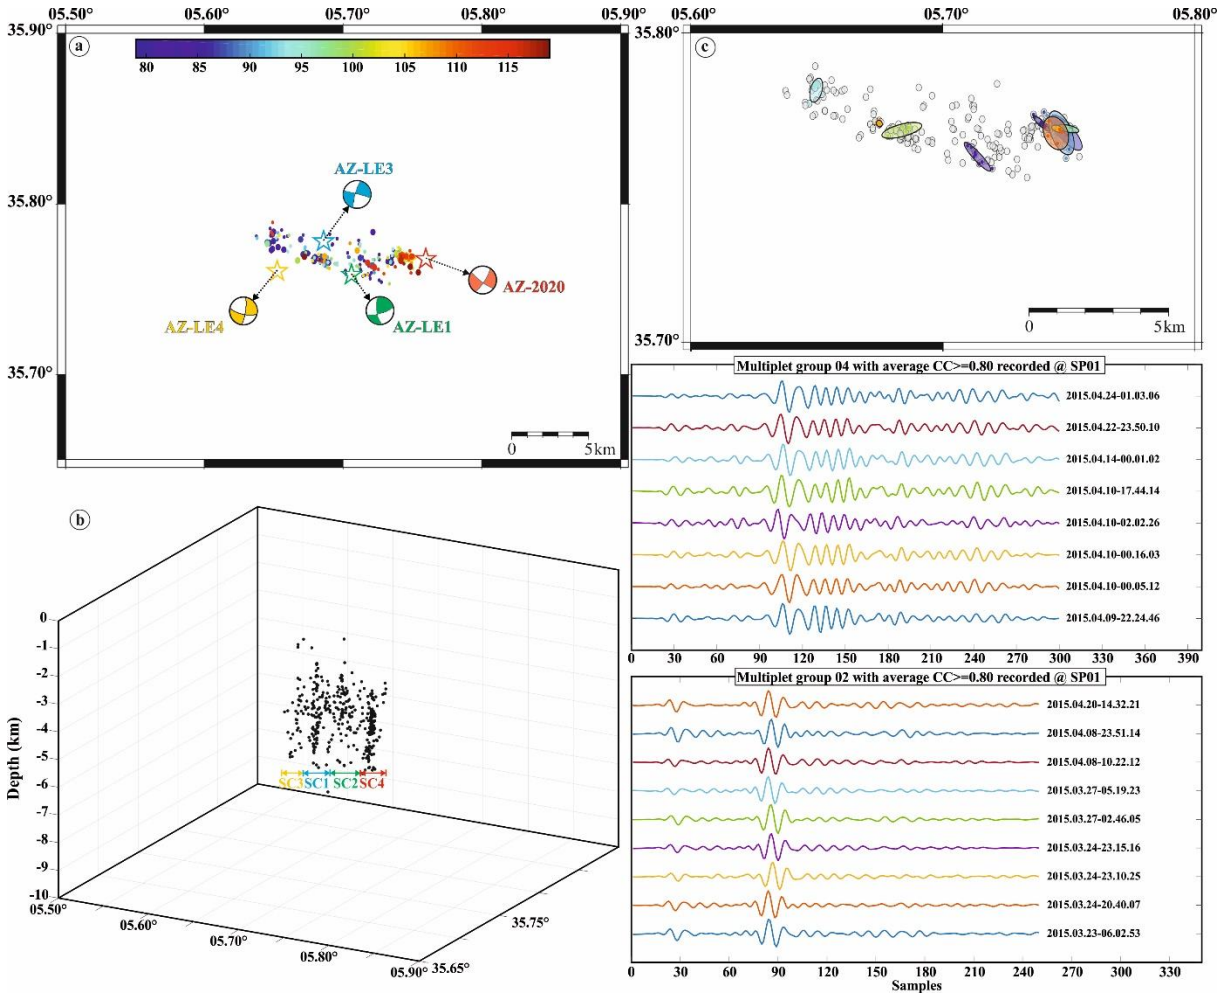 05.50° 05.60° 05.70° 05.80° 05.90°
35.90°
a
80 85 90 95 100 105 110 115
AZ-LE3
35.80°
AZ-2020
AZ-LE4
AZ-LE1
35.70°
0 5km
05.50° 05.60° 05.70° 05.80° 05.90°
b
0
-1
-2
-3
-4
-5
-6
-7
-8
-9
-10
Depth (km)
SC3 SC1 SC2 SC4
05.50°
05.60°
05.70°
05.80°
05.90°
35.65°
35.75°
05.60° 05.70° 05.80°
35.80°
c
0 5km
35.70°
Multiplet group 04 with average CC>=0.80 recorded @ SP01
2015.04.24-01.03.06
2015.04.22-23.50.10
2015.04.14-00.01.02
2015.04.10-17.44.14
2015.04.10-02.02.26
2015.04.10-00.16.03
2015.04.10-00.05.12
2015.04.09-22.24.46
0 30 60 90 120 150 180 210 240 270 300 330 360 390
Multiplet group 02 with average CC>=0.80 recorded @ SP01
2015.04.20-14.32.21
2015.04.08-23.51.14
2015.04.08-10.22.12
2015.03.27-05.19.23
2015.03.27-02.46.05
2015.03.24-23.15.16
2015.03.24-23.10.25
2015.03.24-20.40.07
2015.03.23-06.02.53
0 30 60 90 120 150 180 210 240 270 300 330
Samples